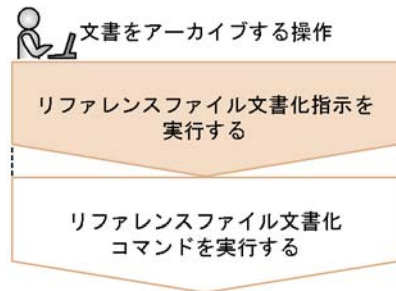 文書をアーカイブする操作
リファレンスファイル文書化指示を
実行する
リファレンスファイル文書化
コマンドを実行する